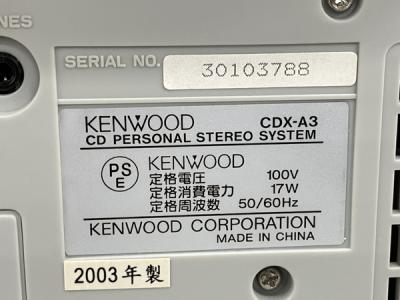 NES
SERIAL NO. 30103788
KENWOOD CDX-A3
CD PERSONAL STEREO SYSTEM
PS
E
KENWOOD
定格電圧 100V
定格消費電力 17W
定格周波数 50/60Hz
KENWOOD CORPORATION
MADE IN CHINA
2003年製